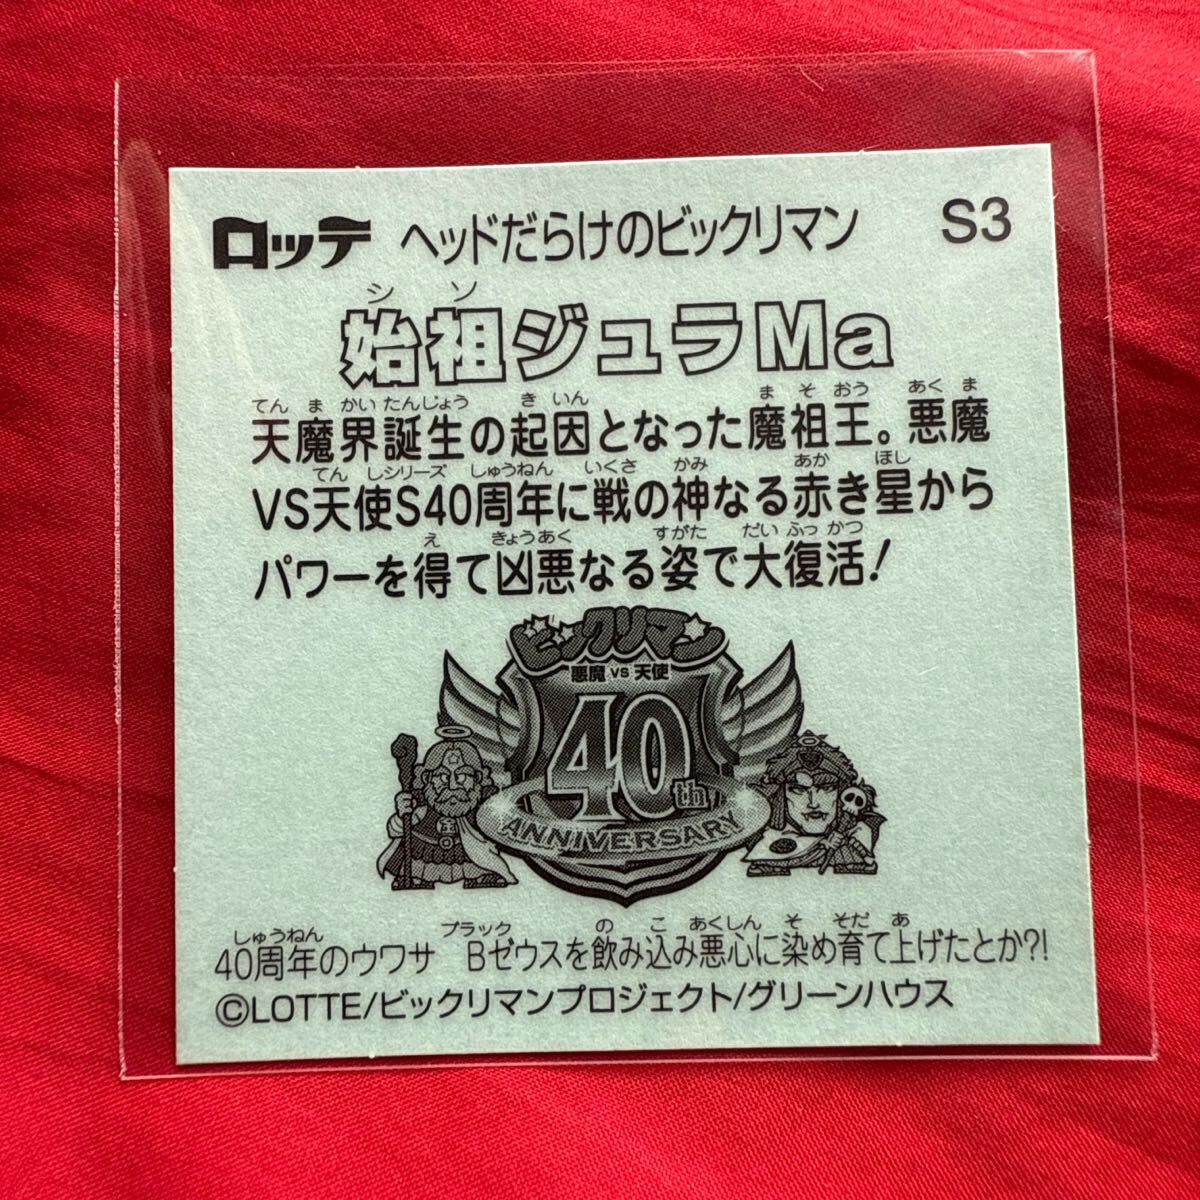 ロッテ ヘッドだらけのビックリマン S3
シソ
始祖ジュラMa
てんまかいたんじょう きいん まそおう あくま
天魔界誕生の起因となった魔祖王。悪魔
てんしシリーズ しゅうねん いくさ かみ あか ほし
VS天使S40周年に戦の神なる赤き星から
え きょうあく すがた だいふっかつ
パワーを得て凶悪なる姿で大復活!
ビックリマン
悪魔 VS 天使
40th
ANNIVERSARY
しゅうねん ブラック の こ あくしん そ そだ あ
40周年のウワサ Bゼウスを飲み込み悪心に染め育て上げたとか?!
©LOTTE/ビックリマンプロジェクト/グリーンハウス